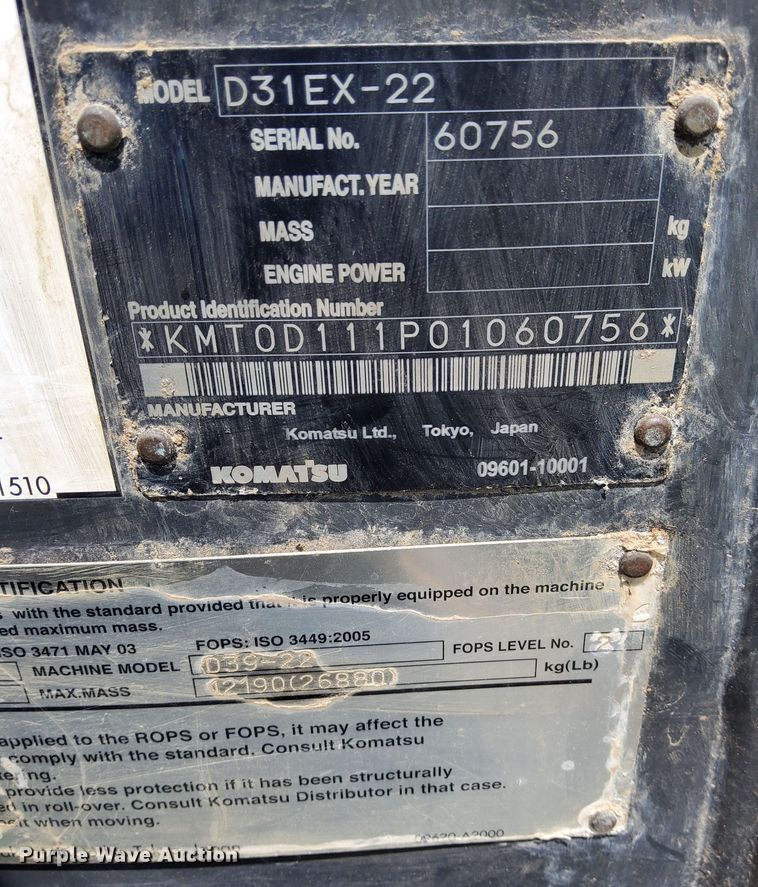 MODEL D31EX-22
SERIAL No. 60756
MANUFACT.YEAR
MASS kg
ENGINE POWER kW
Product Identification Number
*KMT0D111P01060756*
MANUFACTURER
Komatsu Ltd., Tokyo, Japan
KOMATSU 09601-10001
1510
TIFICATION
with the standard provided that it is properly equipped on the machine
ed maximum mass.
ISO 3471 MAY 03 FOPS: ISO 3449:2005 FOPS LEVEL No. 2
MACHINE MODEL D39-22
MAX.MASS 12190(26880) kg(Lb)
applied to the ROPS or FOPS, it may affect the
comply with the standard. Consult Komatsu
ering.
provide less protection if it has been structurally
ed in roll-over. Consult Komatsu Distributor in that case.
belt when moving.
09620-A2000
Purple Wave Auction